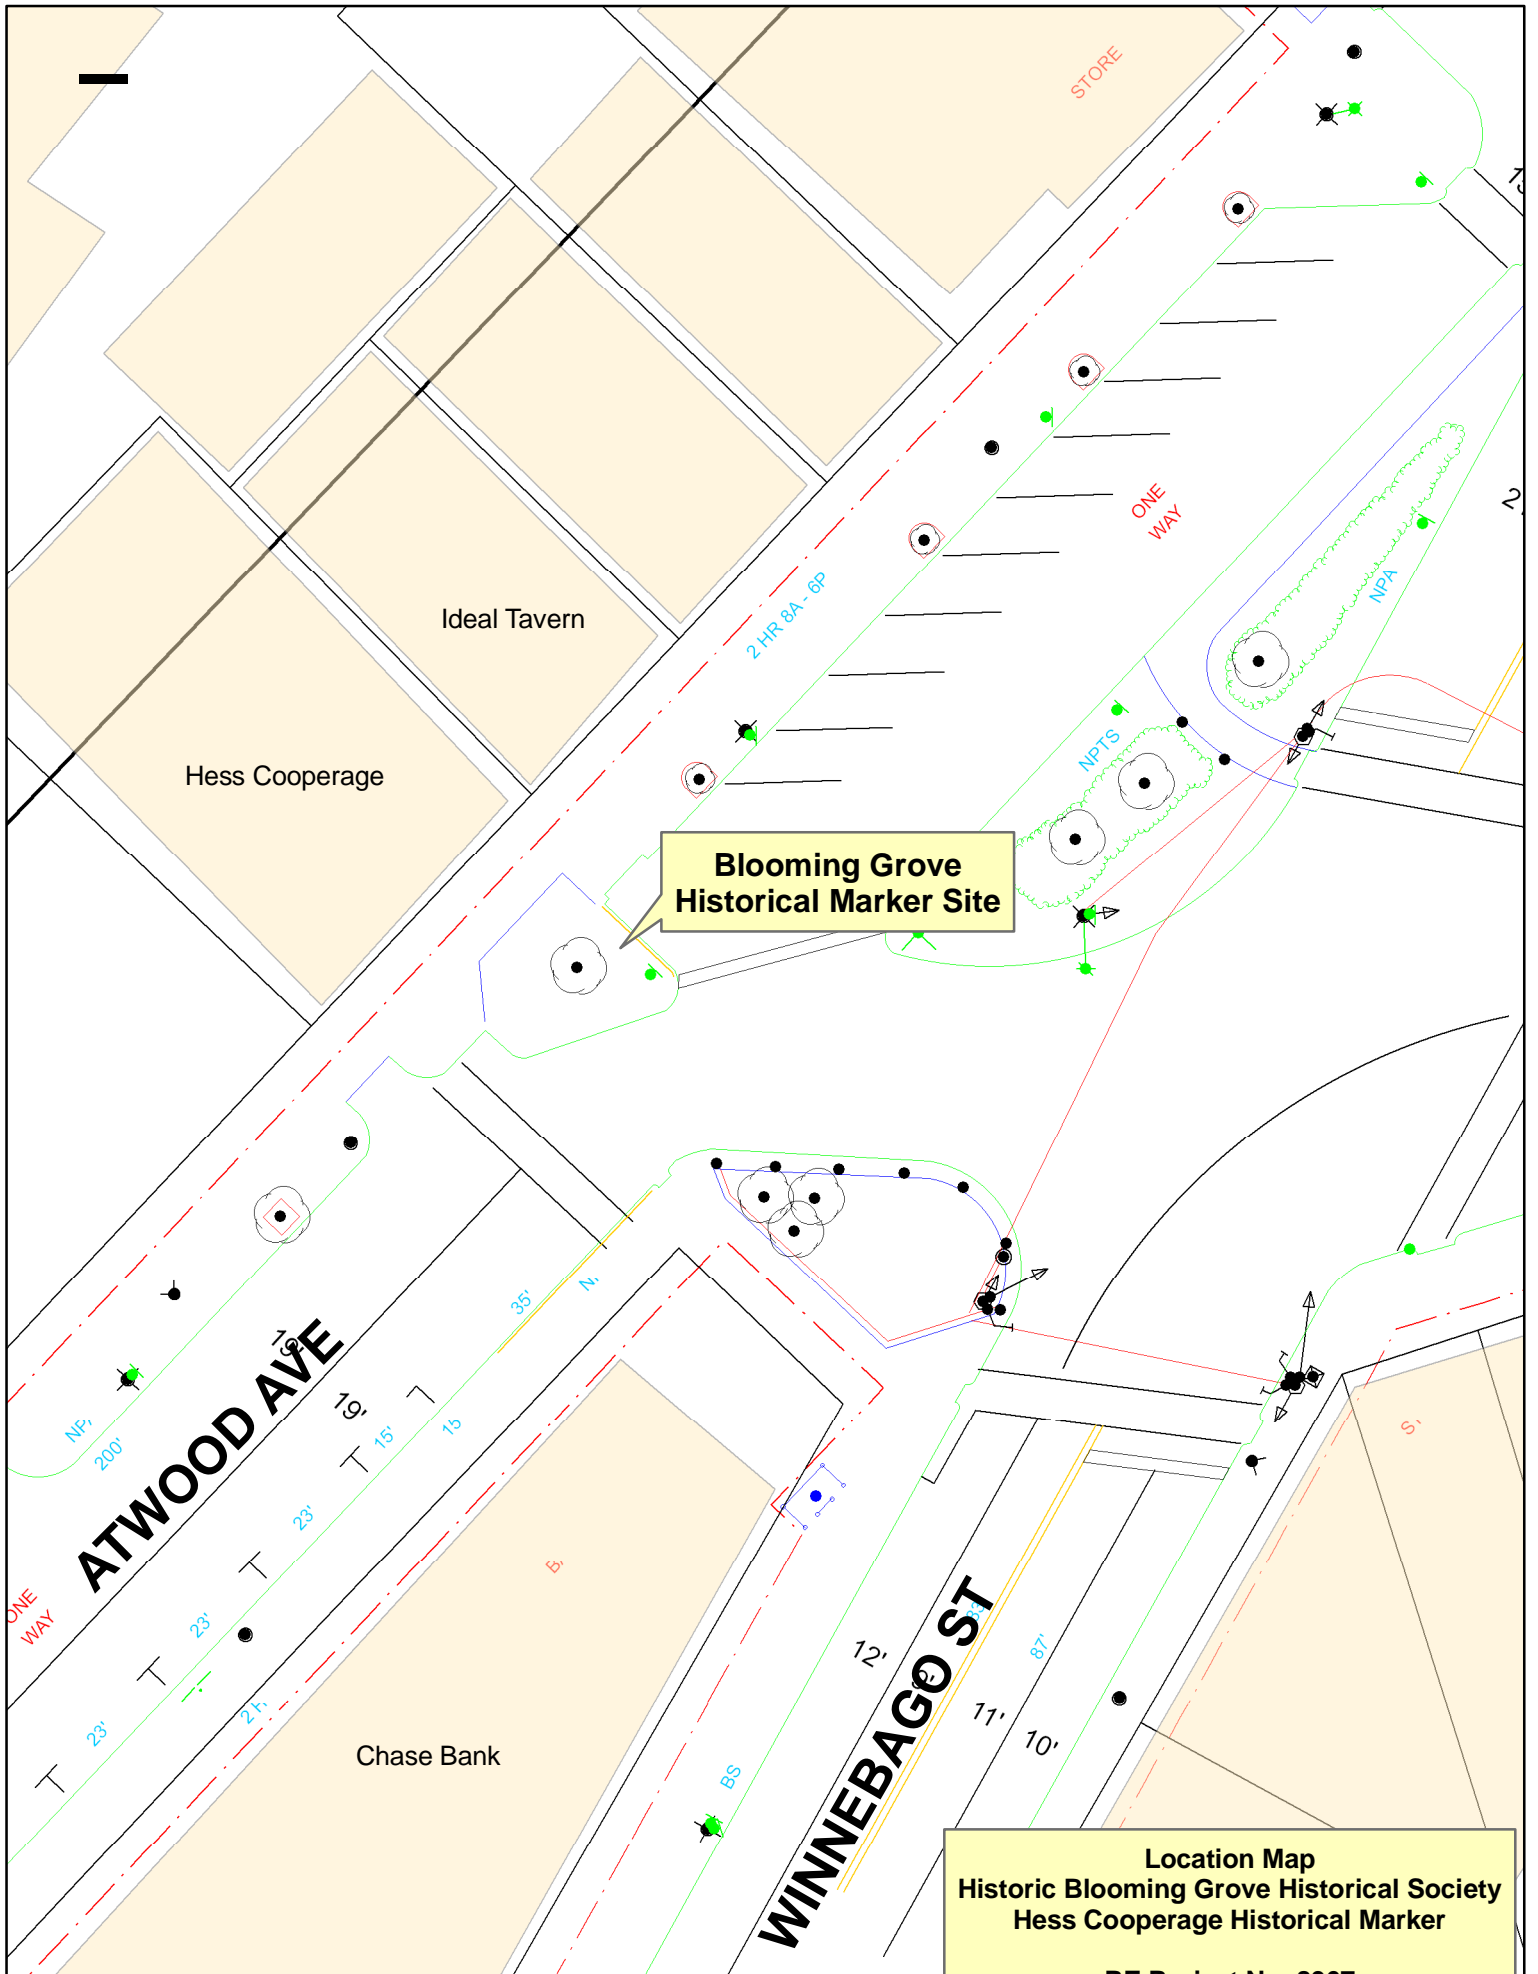 STORE
ONE
WAY
2 HR 8A - 6P
NPA
Ideal Tavern
NPTS
Hess Cooperage
Blooming Grove
Historical Marker Site
35'
19'
19'
ATWOOD AVE
15'
15
200'
23'
ONE
WAY
23'
23'
Chase Bank
BS
12'
11'
10'
87'
WINNEBAGO ST
Location Map
Historic Blooming Grove Historical Society
Hess Cooperage Historical Marker